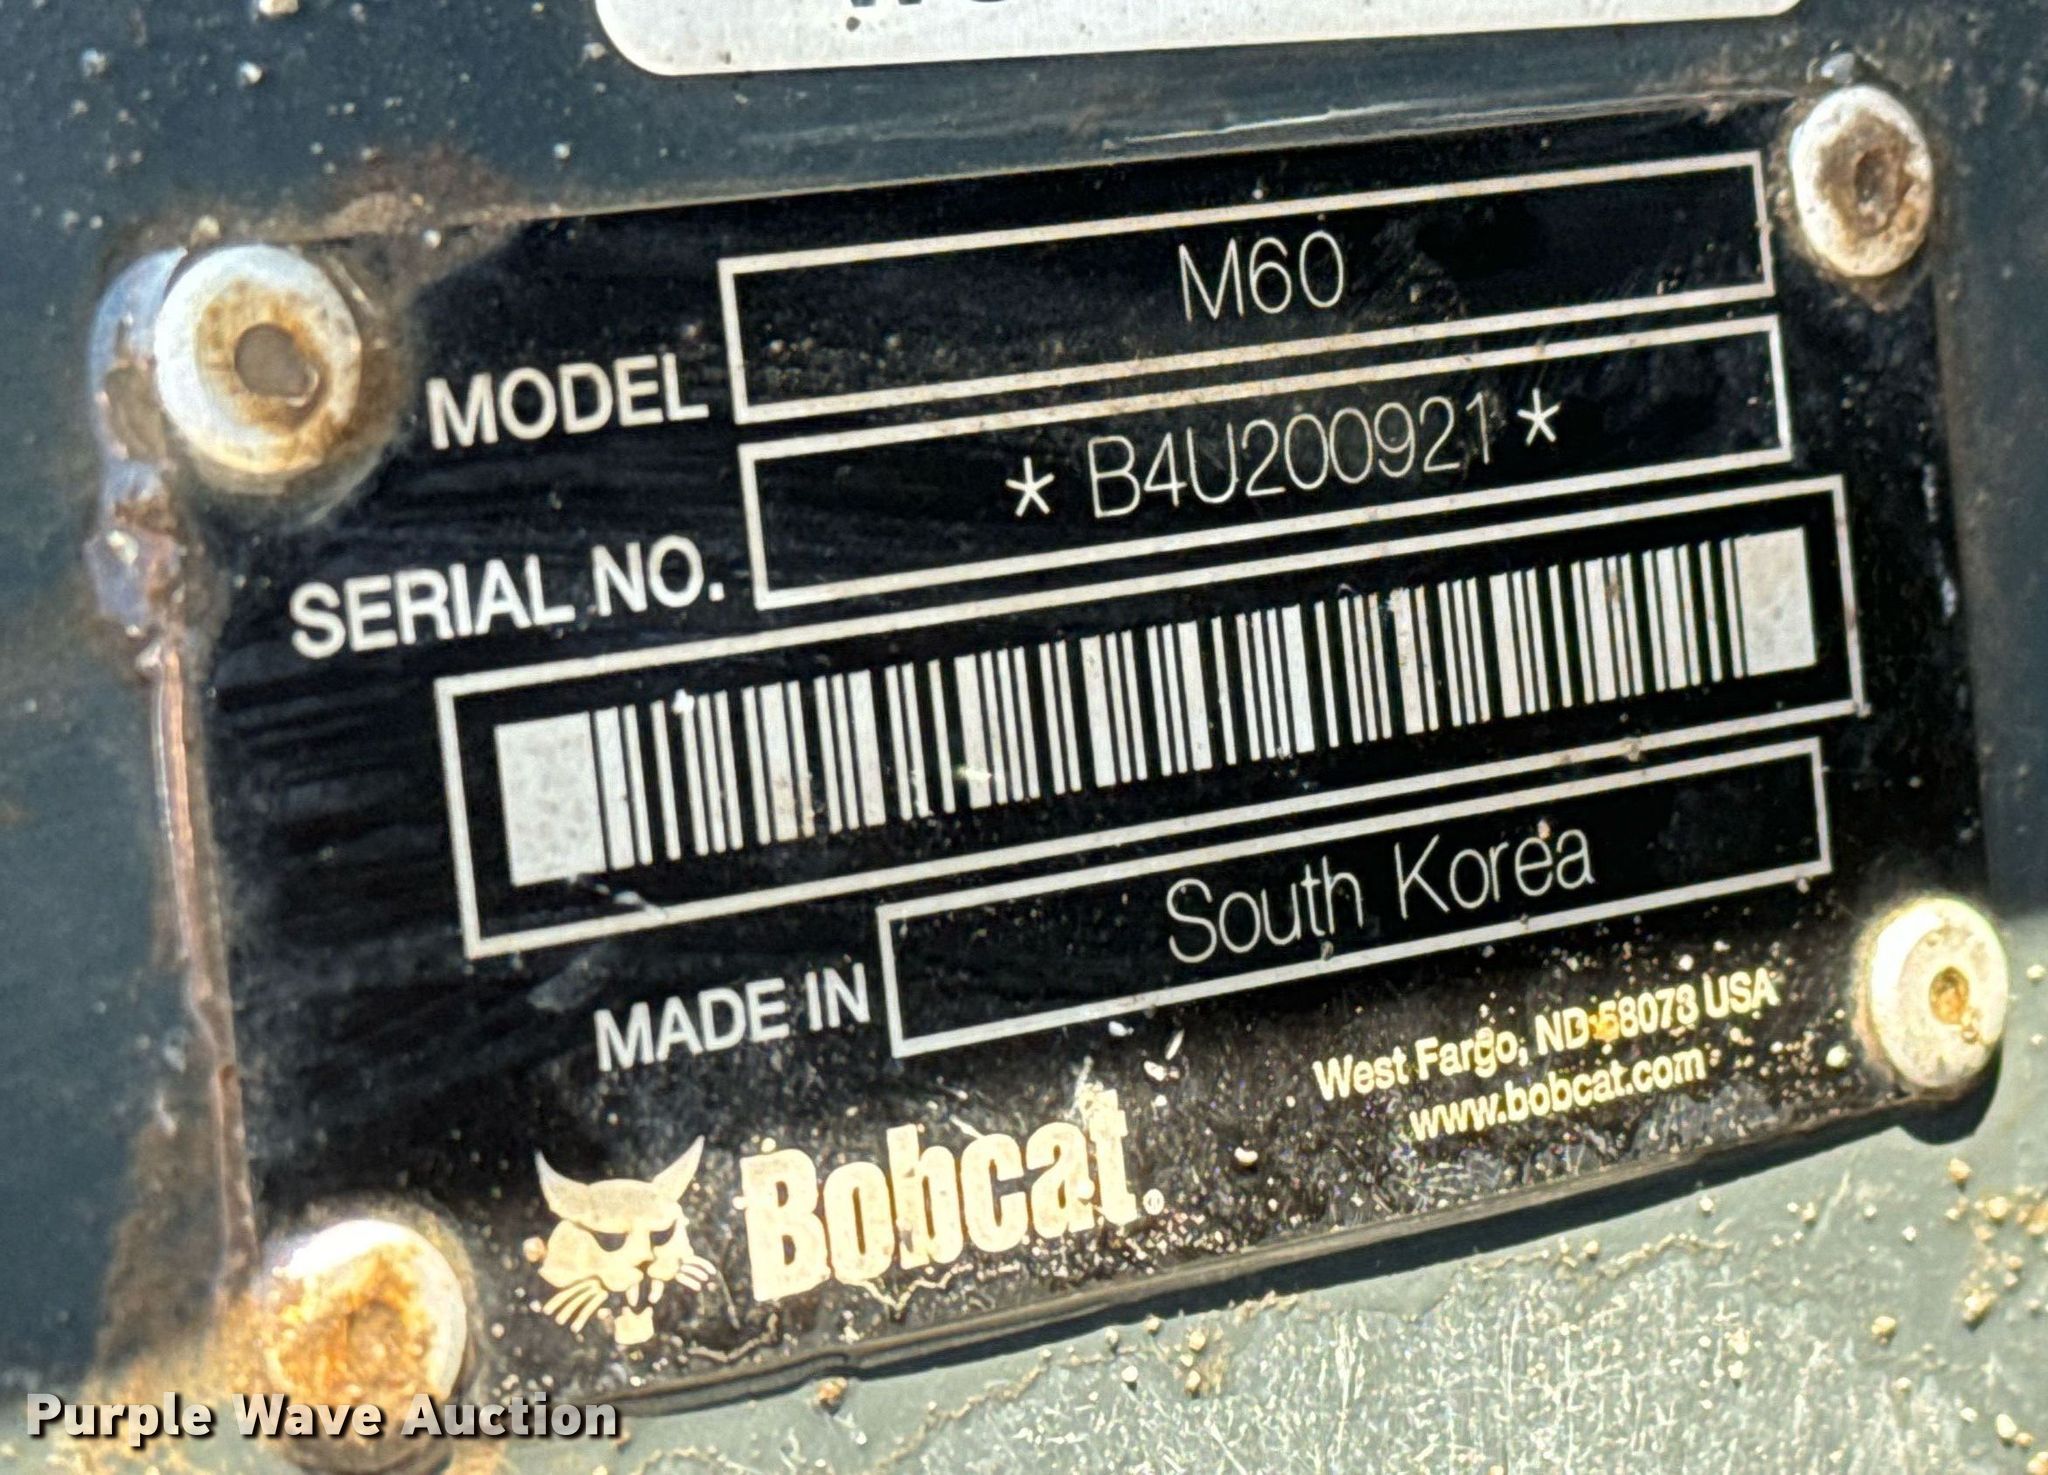 MODEL M60
SERIAL NO. * B4U200921 *
MADE IN South Korea
West Fargo, ND 58078 USA
www.bobcat.com
Bobcat®
Purple Wave Auction